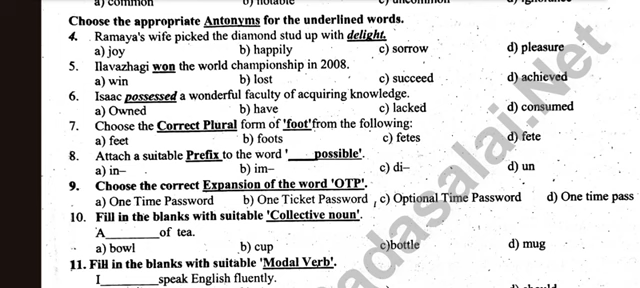 a) common b) notable c) uncommon
Choose the appropriate Antonyms for the underlined words.
4. Ramaya's wife picked the diamond stud up with delight.
a) joy b) happily c) sorrow d) pleasure
5. Ilavazhagi won the world championship in 2008.
a) win b) lost c) succeed d) achieved
6. Isaac possessed a wonderful faculty of acquiring knowledge.
a) Owned b) have c) lacked d) consumed
7. Choose the Correct Plural form of 'foot'from the following:
a) feet b) foots c) fetes d) fete
8. Attach a suitable Prefix to the word '____possible'.
a) in– b) im– c) di– d) un
9. Choose the correct Expansion of the word 'OTP'.
a) One Time Password b) One Ticket Password , c) Optional Time Password d) One time pass
10. Fill in the blanks with suitable 'Collective noun'.
A________of tea.
a) bowl b) cup c)bottle d) mug
11. Fill in the blanks with suitable 'Modal Verb'.
I________speak English fluently.
d) should
adasalai.Net